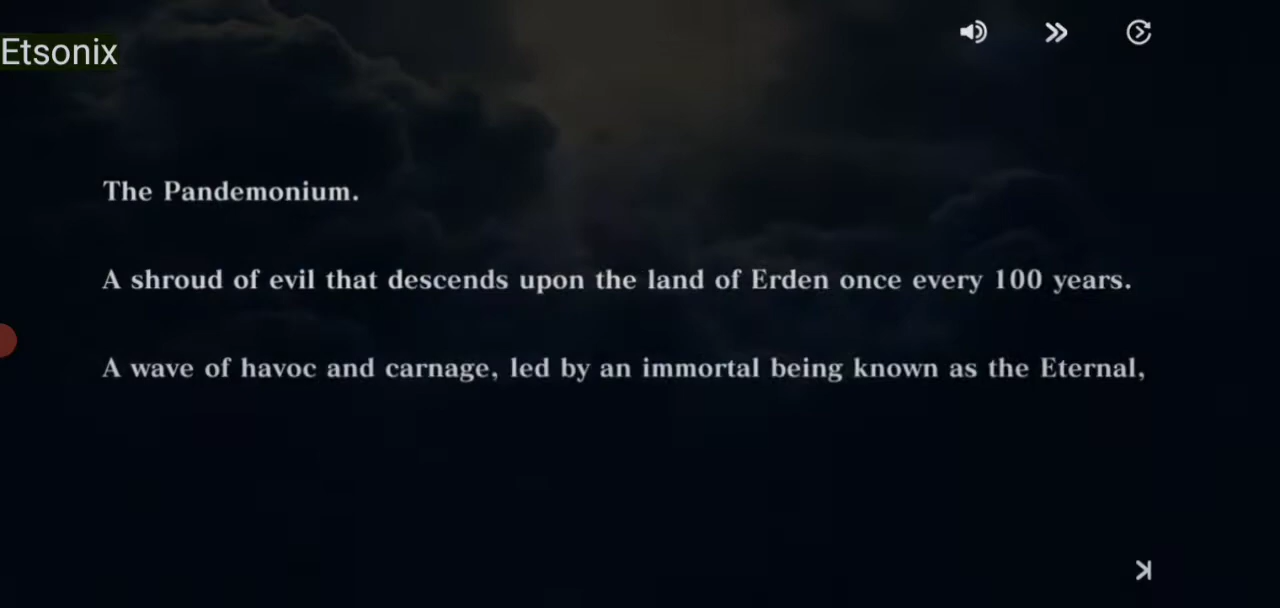 Etsonix
The Pandemonium.
A shroud of evil that descends upon the land of Erden once every 100 years.
A wave of havoc and carnage, led by an immortal being known as the Eternal,